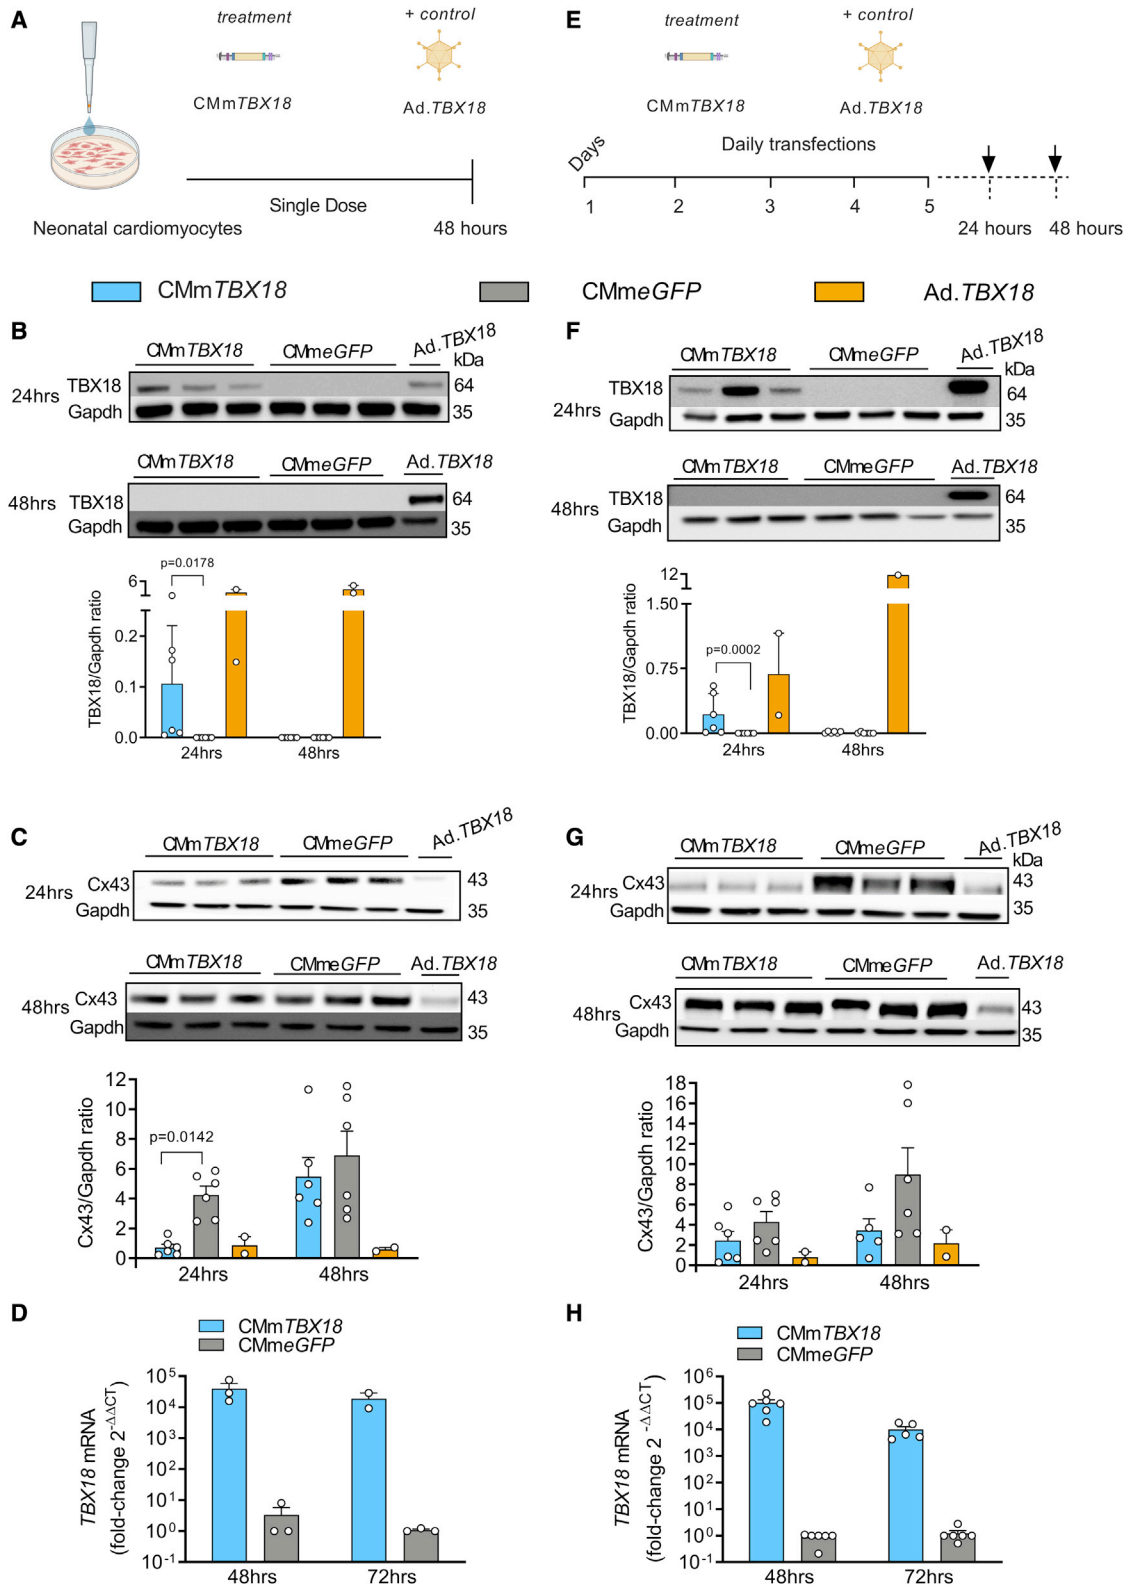 A
treatment
+ control
CMmTBX18
Ad.TBX18
Single Dose
Neonatal cardiomyocytes
48 hours
E
treatment
+ control
CMmTBX18
Ad.TBX18
Days
Daily transfections
1 2 3 4 5
24 hours 48 hours
CMmTBX18 CMmeGFP Ad.TBX18
B
CMmTBX18 CMmeGFP Ad.TBX18
kDa
24hrs TBX18 64
Gapdh 35
CMmTBX18 CMmeGFP Ad.TBX18
48hrs TBX18 64
Gapdh 35
p=0.0178
TBX18/Gapdh ratio
6
0.2
0.1
0.0
24hrs 48hrs
F
CMmTBX18 CMmeGFP Ad.TBX18
kDa
24hrs TBX18 64
Gapdh 35
CMmTBX18 CMmeGFP Ad.TBX18
48hrs TBX18 64
Gapdh 35
TBX18/Gapdh ratio
12
1.50
0.75
0.00
p=0.0002
24hrs 48hrs
C
CMmTBX18 CMmeGFP Ad.TBX18
24hrs Cx43 43
Gapdh 35
CMmTBX18 CMmeGFP Ad.TBX18
48hrs Cx43 43
Gapdh 35
Cx43/Gapdh ratio
12
10
8
6
4
2
0
p=0.0142
24hrs 48hrs
G
CMmTBX18 CMmeGFP Ad.TBX18
kDa
24hrs Cx43 43
Gapdh 35
CMmTBX18 CMmeGFP Ad.TBX18
48hrs Cx43 43
Gapdh 35
Cx43/Gapdh ratio
18
16
14
12
10
8
6
4
2
0
24hrs 48hrs
D
CMmTBX18
CMmeGFP
TBX18 mRNA
(fold-change 2^-ΔΔCT)
10^5
10^4
10^3
10^2
10^1
10^0
10^-1
48hrs 72hrs
H
CMmTBX18
CMmeGFP
TBX18 mRNA
(fold-change 2^-ΔΔCT)
10^6
10^5
10^4
10^3
10^2
10^1
10^0
10^-1
48hrs 72hrs